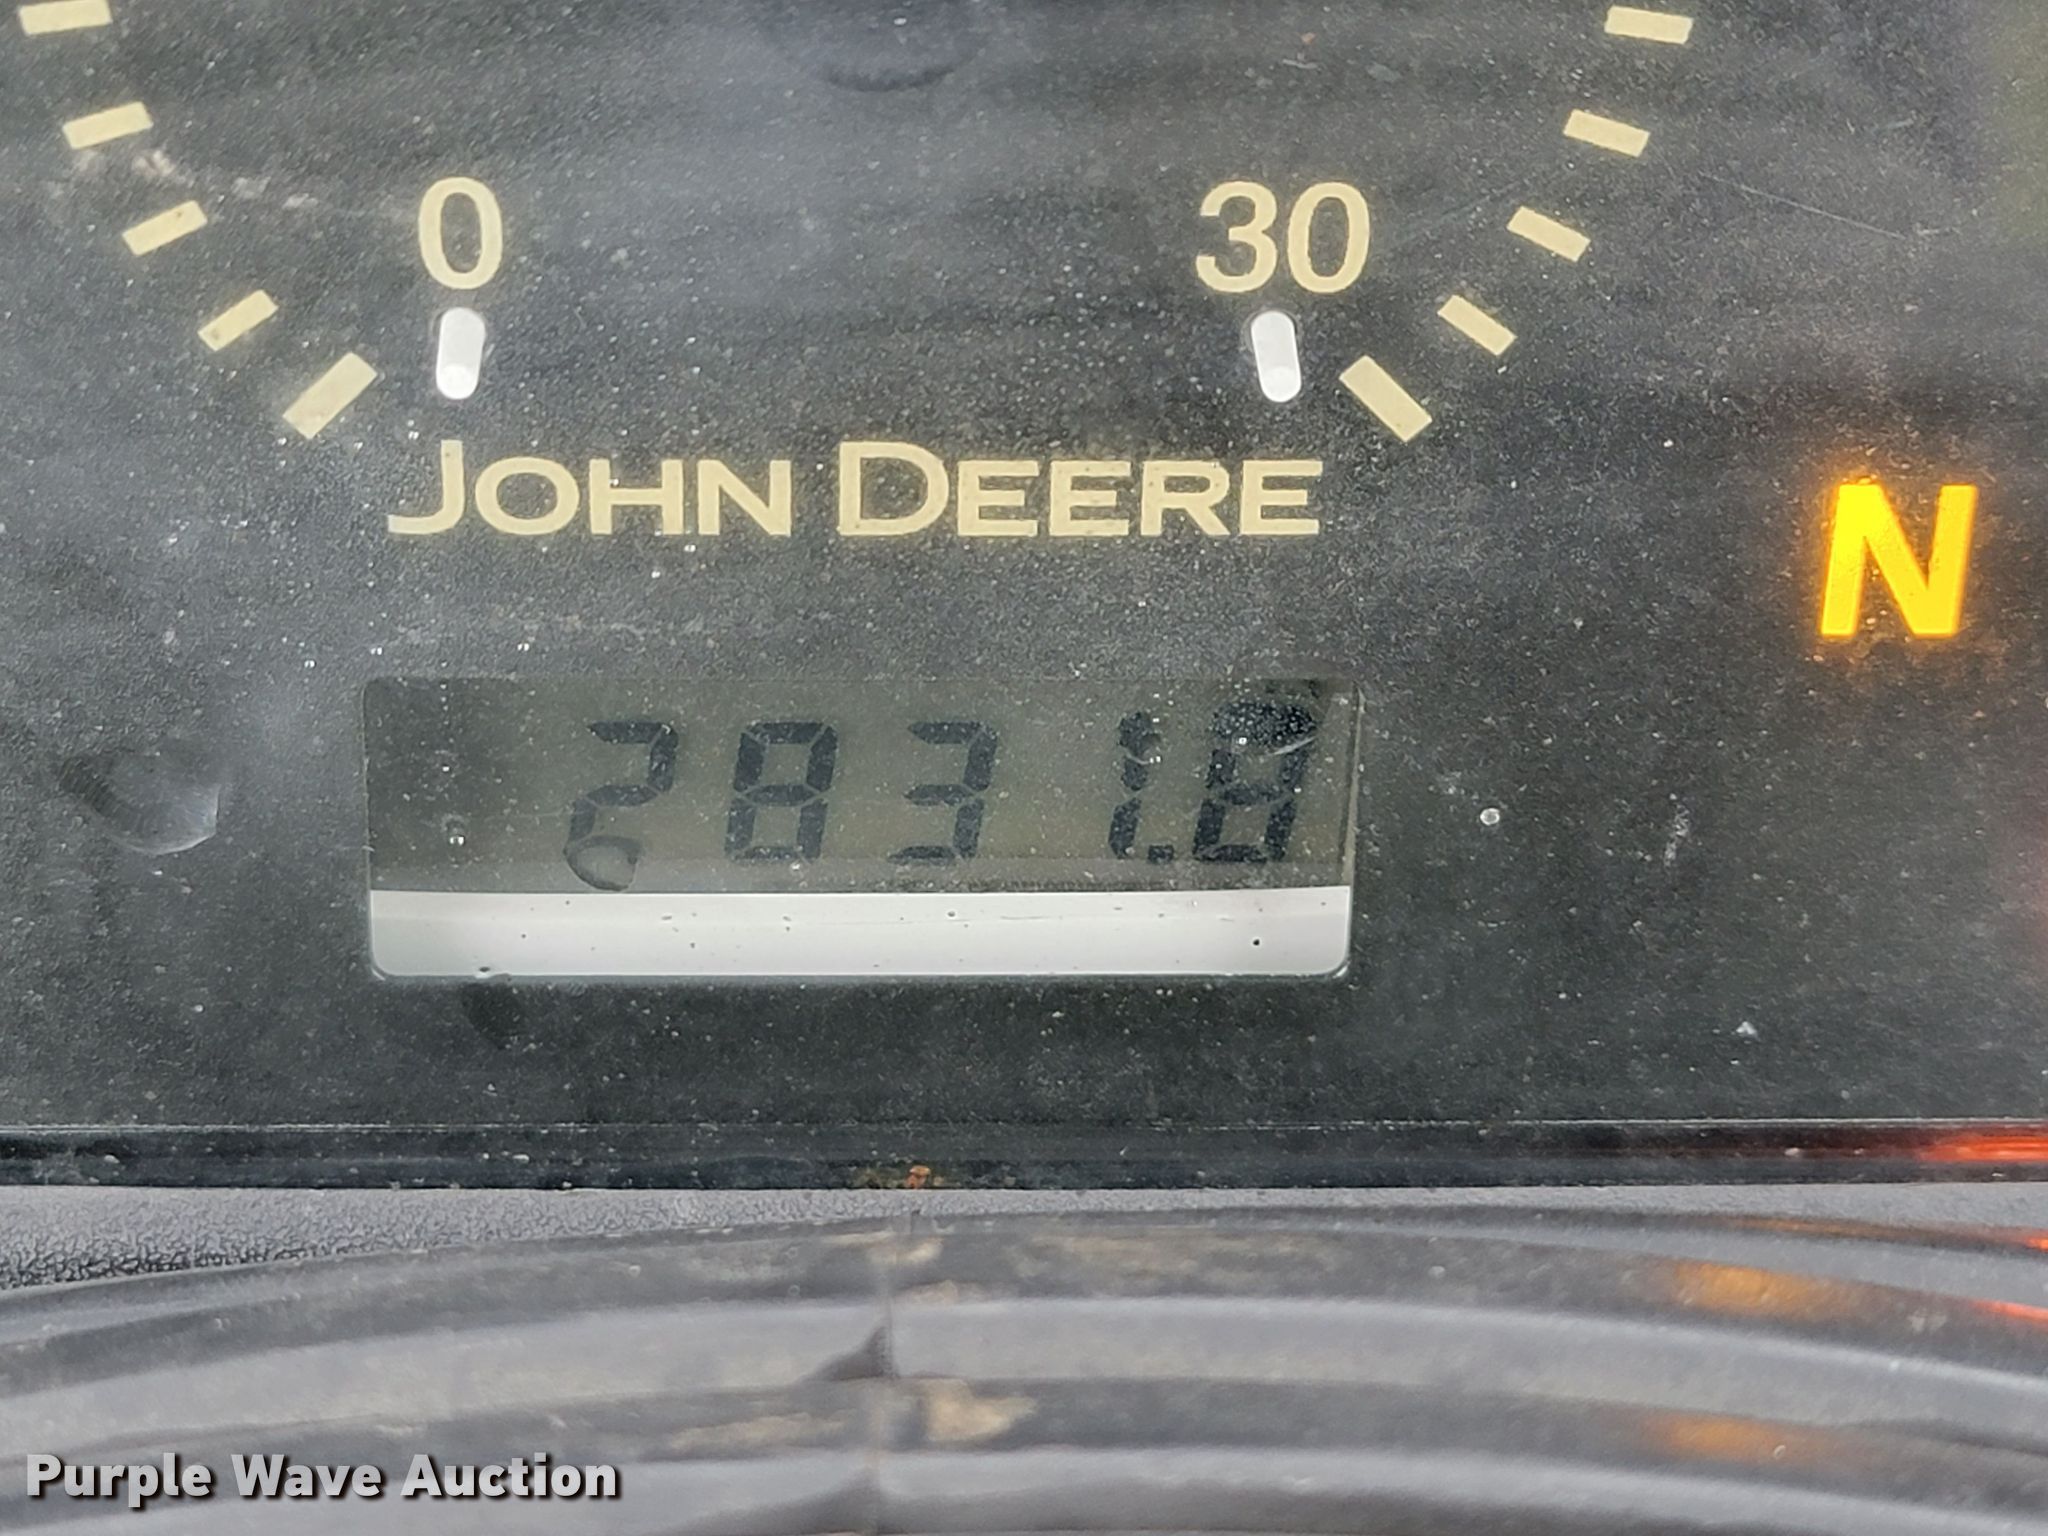 0 30
JOHN DEERE
N
2831.8
Purple Wave Auction